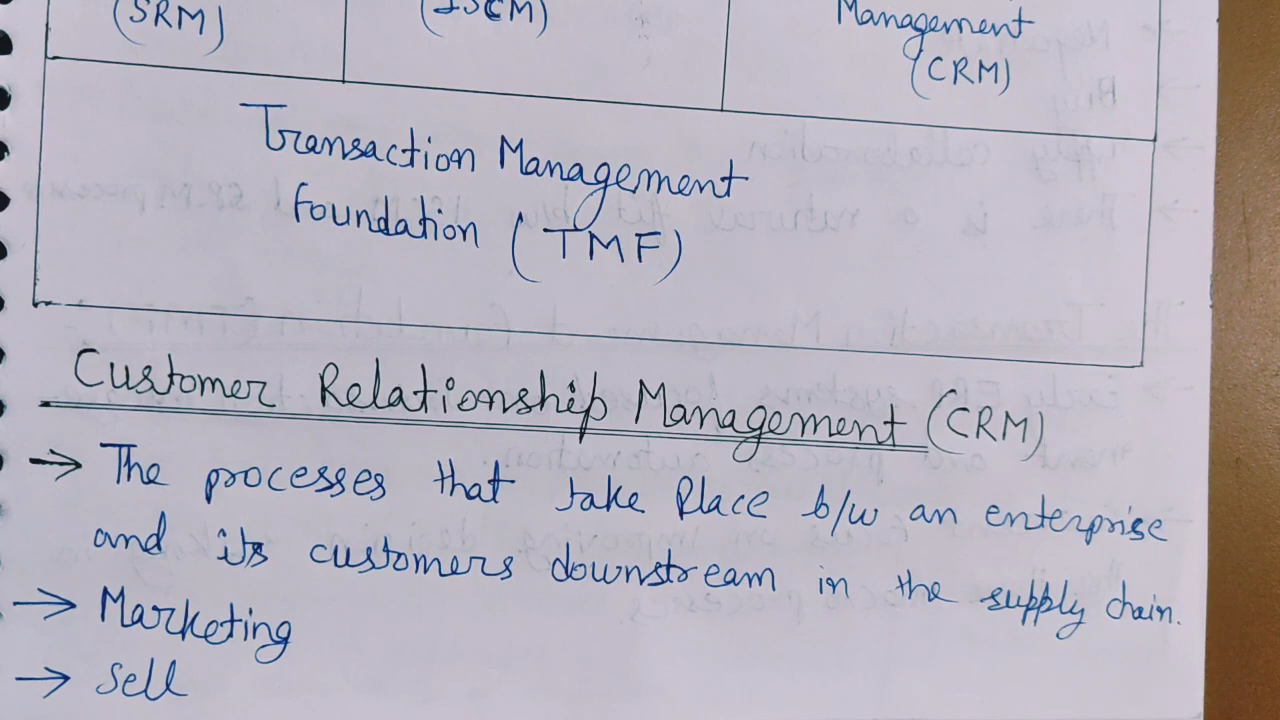 (SRM)
(ISCM)
Management
(CRM)
Transaction Management
Foundation (TMF)
Customer Relationship Management (CRM)
→ The processes that take Place b/w an enterprise
and its customers downstream in the supply chain.
→ Marketing
→ Sell